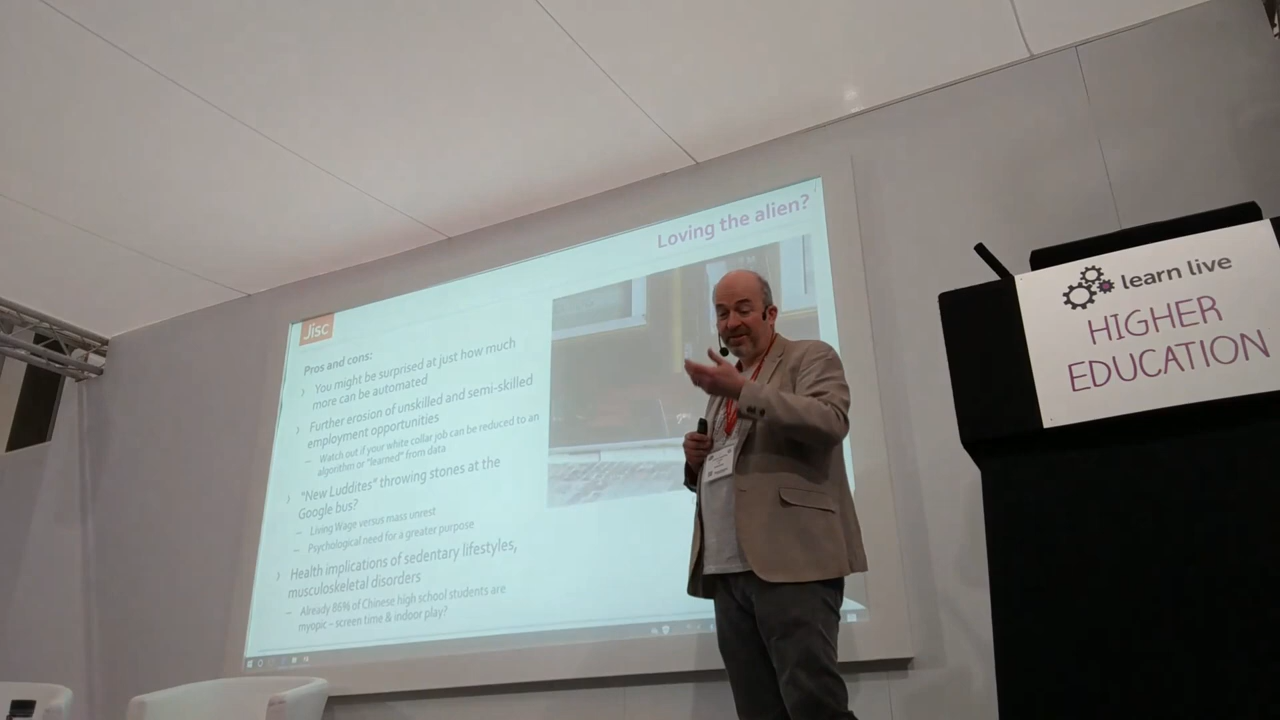 Loving the alien?
Jisc
Pros and cons:
You might be surprised at just how much
more can be automated
Further erosion of unskilled and semi-skilled
employment opportunities
– Watch out if your white collar job can be reduced to an
algorithm or "learned" from data
"New Luddites" throwing stones at the
Google bus?
– Living Wage versus mass unrest
– Psychological need for a greater purpose
Health implications of sedentary lifestyles,
musculoskeletal disorders
– Already 86% of Chinese high school students are
myopic – screen time & indoor play?
learn live
HIGHER
EDUCATION